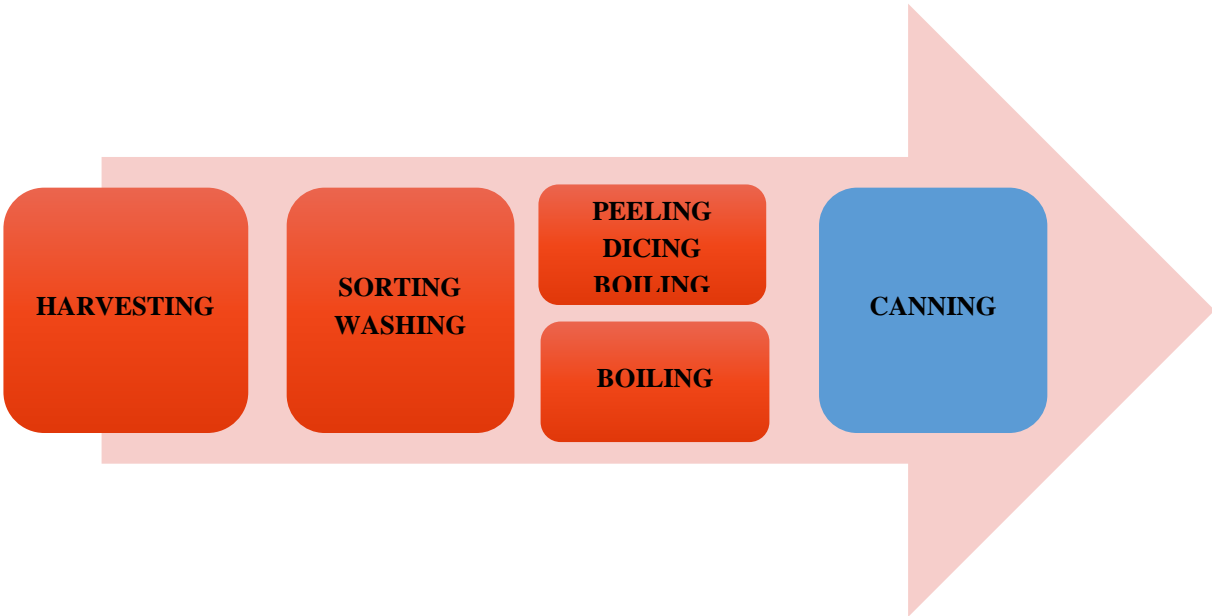 HARVESTING
SORTING
WASHING
PEELING
DICING
BOILING
BOILING
CANNING